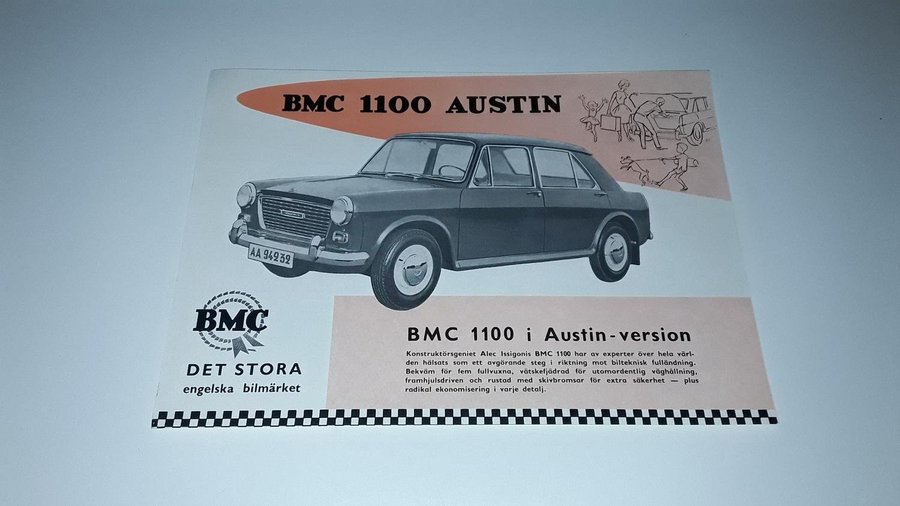 BMC 1100 AUSTIN
AA 94232
BMC
DET STORA
engelska bilmärket
BMC 1100 i Austin-version
Konstruktörsgeniet Alec Issigonis BMC 1100 har av experter över hela värl-
den hälsats som ett avgörande steg i riktning mot bilteknisk fulländning.
Bekväm för fem fullvuxna, vätskefjädrad för utomordentlig väghållning,
framhjulsdriven och rustad med skivbromsar för extra säkerhet — plus
radikal ekonomisering i varje detalj.